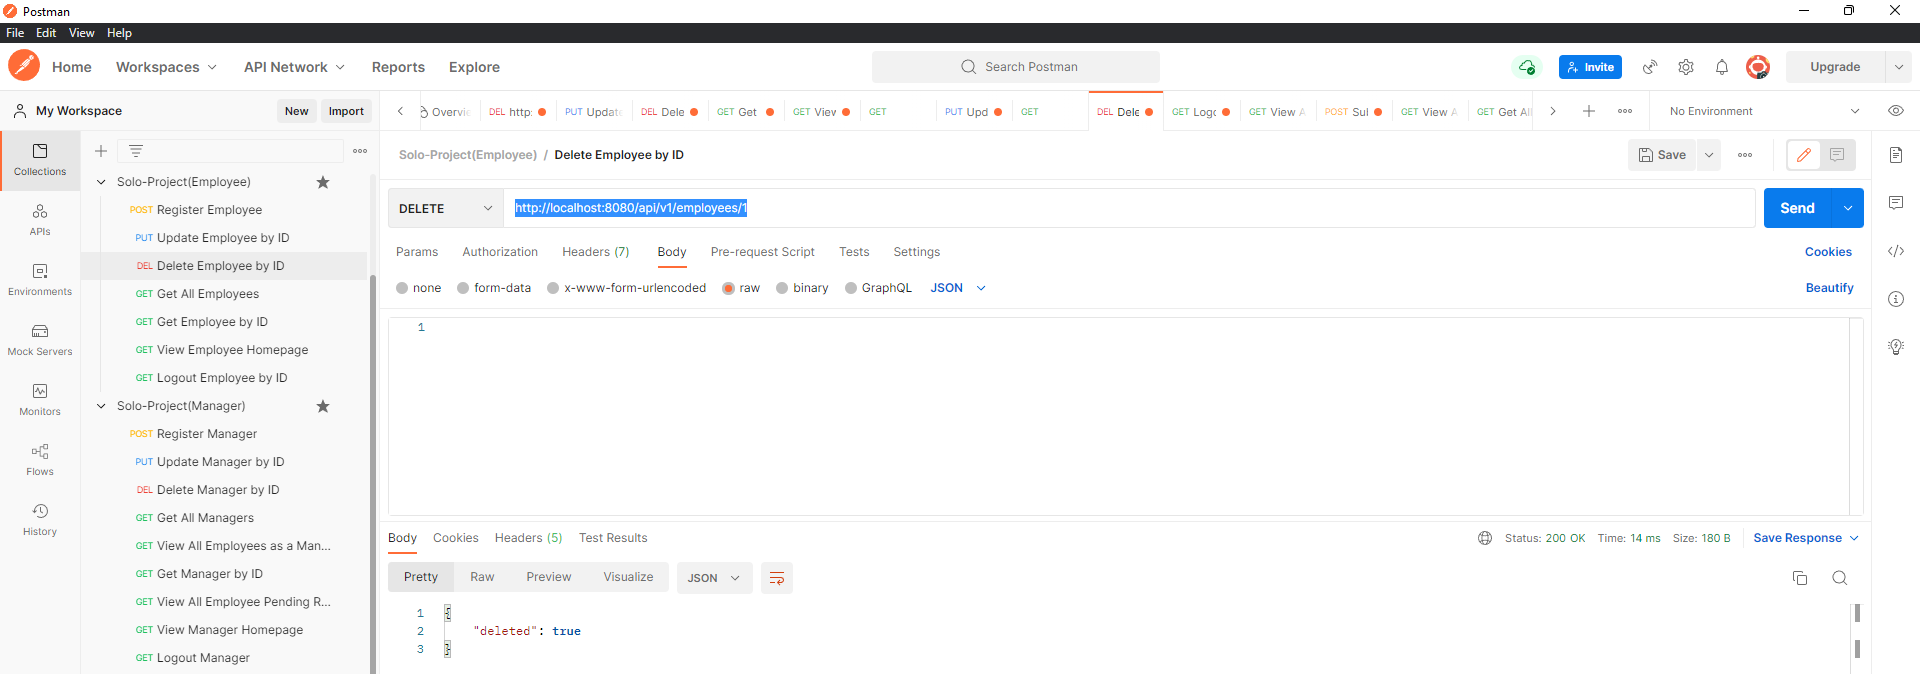 Postman
File Edit View Help
Home Workspaces API Network Reports Explore Search Postman Invite Upgrade
My Workspace New Import
Overvi DEL http: PUT Update DEL Dele GET Get GET Viev GET PUT Upd GET DEL Dele GET Logo GET View A POST Sul GET View A GET Get All No Environment
Collections
APIs
Environments
Mock Servers
Monitors
Flows
History
Solo-Project(Employee)
POST Register Employee
PUT Update Employee by ID
DEL Delete Employee by ID
GET Get All Employees
GET Get Employee by ID
GET View Employee Homepage
GET Logout Employee by ID
Solo-Project(Manager)
POST Register Manager
PUT Update Manager by ID
DEL Delete Manager by ID
GET Get All Managers
GET View All Employees as a Man...
GET Get Manager by ID
GET View All Employee Pending R...
GET View Manager Homepage
GET Logout Manager
Solo-Project(Employee) / Delete Employee by ID Save
DELETE http://localhost:8080/api/v1/employees/1 Send
Params Authorization Headers (7) Body Pre-request Script Tests Settings Cookies
none form-data x-www-form-urlencoded raw binary GraphQL JSON Beautify
1
Body Cookies Headers (5) Test Results Status: 200 OK Time: 14 ms Size: 180 B Save Response
Pretty Raw Preview Visualize JSON
1 {
2 "deleted": true
3 }